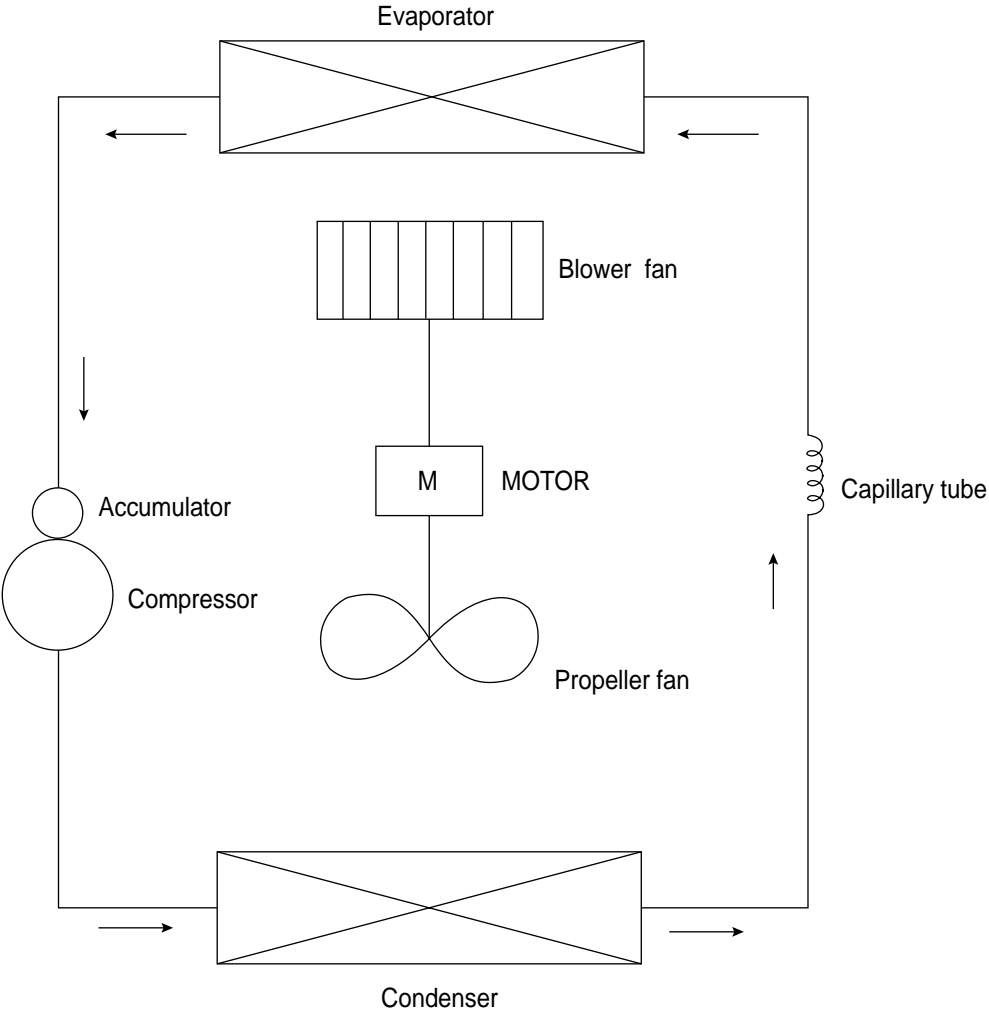 Evaporator
Blower fan
M
MOTOR
Capillary tube
Accumulator
Compressor
Propeller fan
Condenser